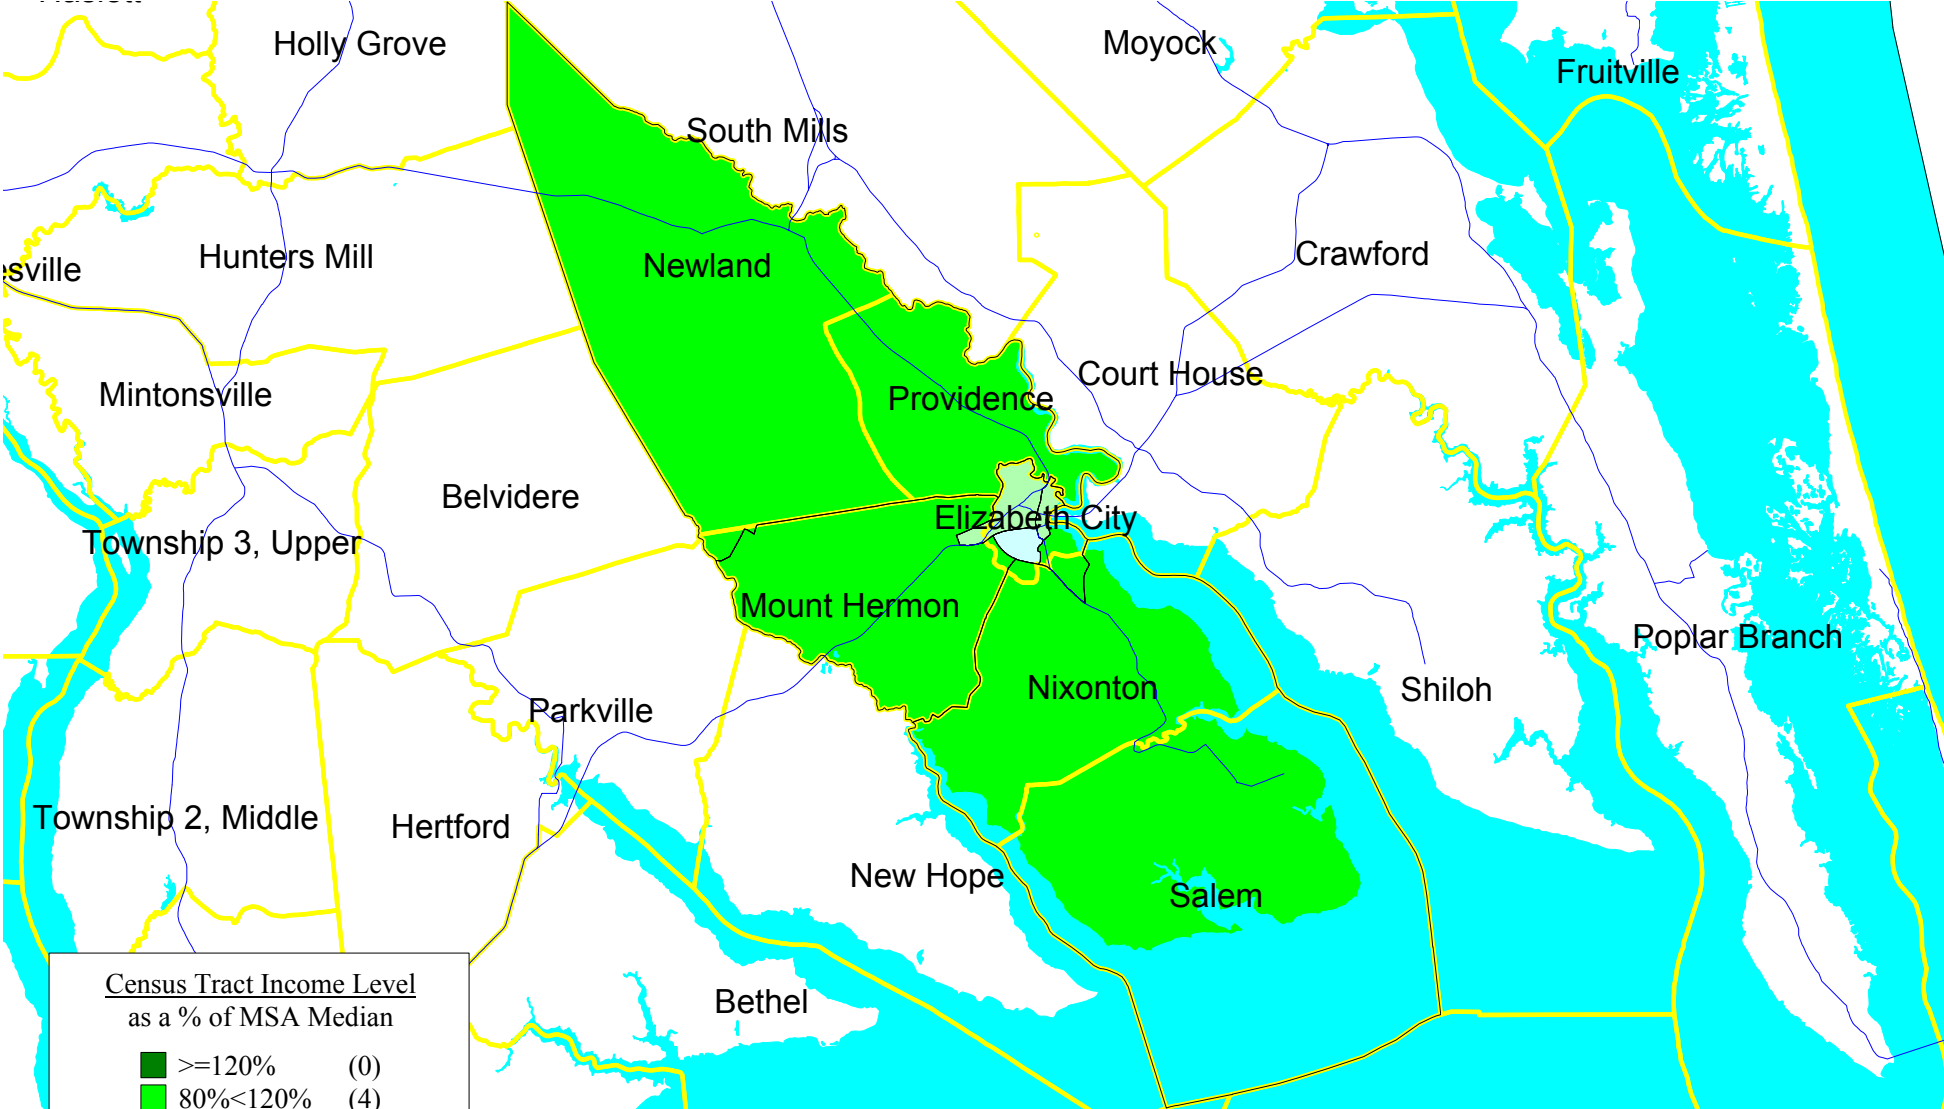 Holly Grove
Moyock
Fruitville
South Mills
Hunters Mill
Newland
Crawford
esville
Mintonsville
Court House
Providence
Belvidere
Elizabeth City
Township 3, Upper
Mount Hermon
Poplar Branch
Nixonton
Shiloh
Parkville
Township 2, Middle
Hertford
New Hope
Salem
Bethel
Census Tract Income Level
as a % of MSA Median
>=120% (0)
80%<120% (4)